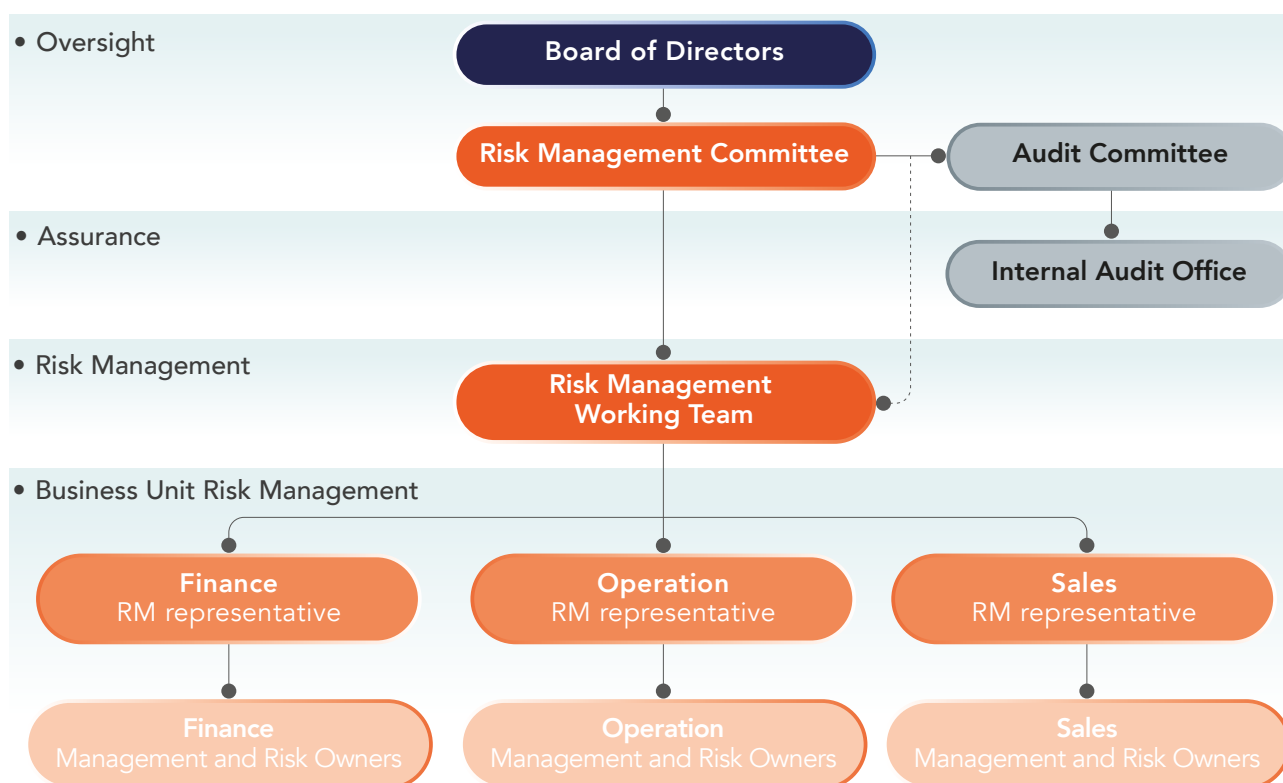 • Oversight
Board of Directors
Risk Management Committee
Audit Committee
• Assurance
Internal Audit Office
• Risk Management
Risk Management
Working Team
• Business Unit Risk Management
Finance
RM representative
Operation
RM representative
Sales
RM representative
Finance
Management and Risk Owners
Operation
Management and Risk Owners
Sales
Management and Risk Owners